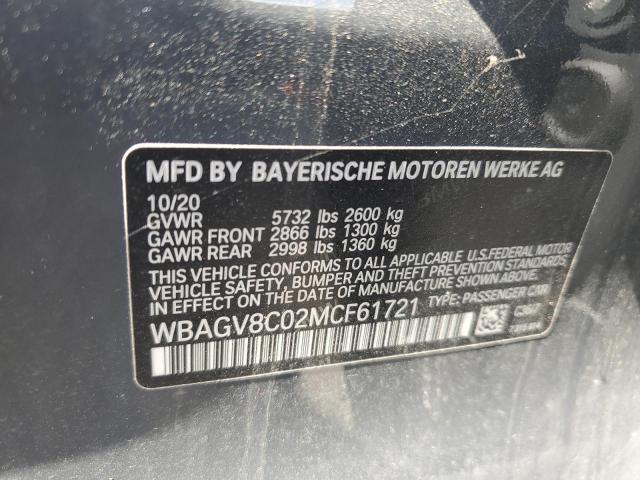 MFD BY BAYERISCHE MOTOREN WERKE AG
10/20
GVWR 5732 lbs 2600 kg
GAWR FRONT 2866 lbs 1300 kg
GAWR REAR 2998 lbs 1360 kg
THIS VEHICLE CONFORMS TO ALL APPLICABLE U.S.FEDERAL MOTOR
VEHICLE SAFETY, BUMPER AND THEFT PREVENTION STANDARDS
IN EFFECT ON THE DATE OF MANUFACTURE SHOWN ABOVE.
WBAGV8C02MCF61721 TYPE: PASSENGER CAR